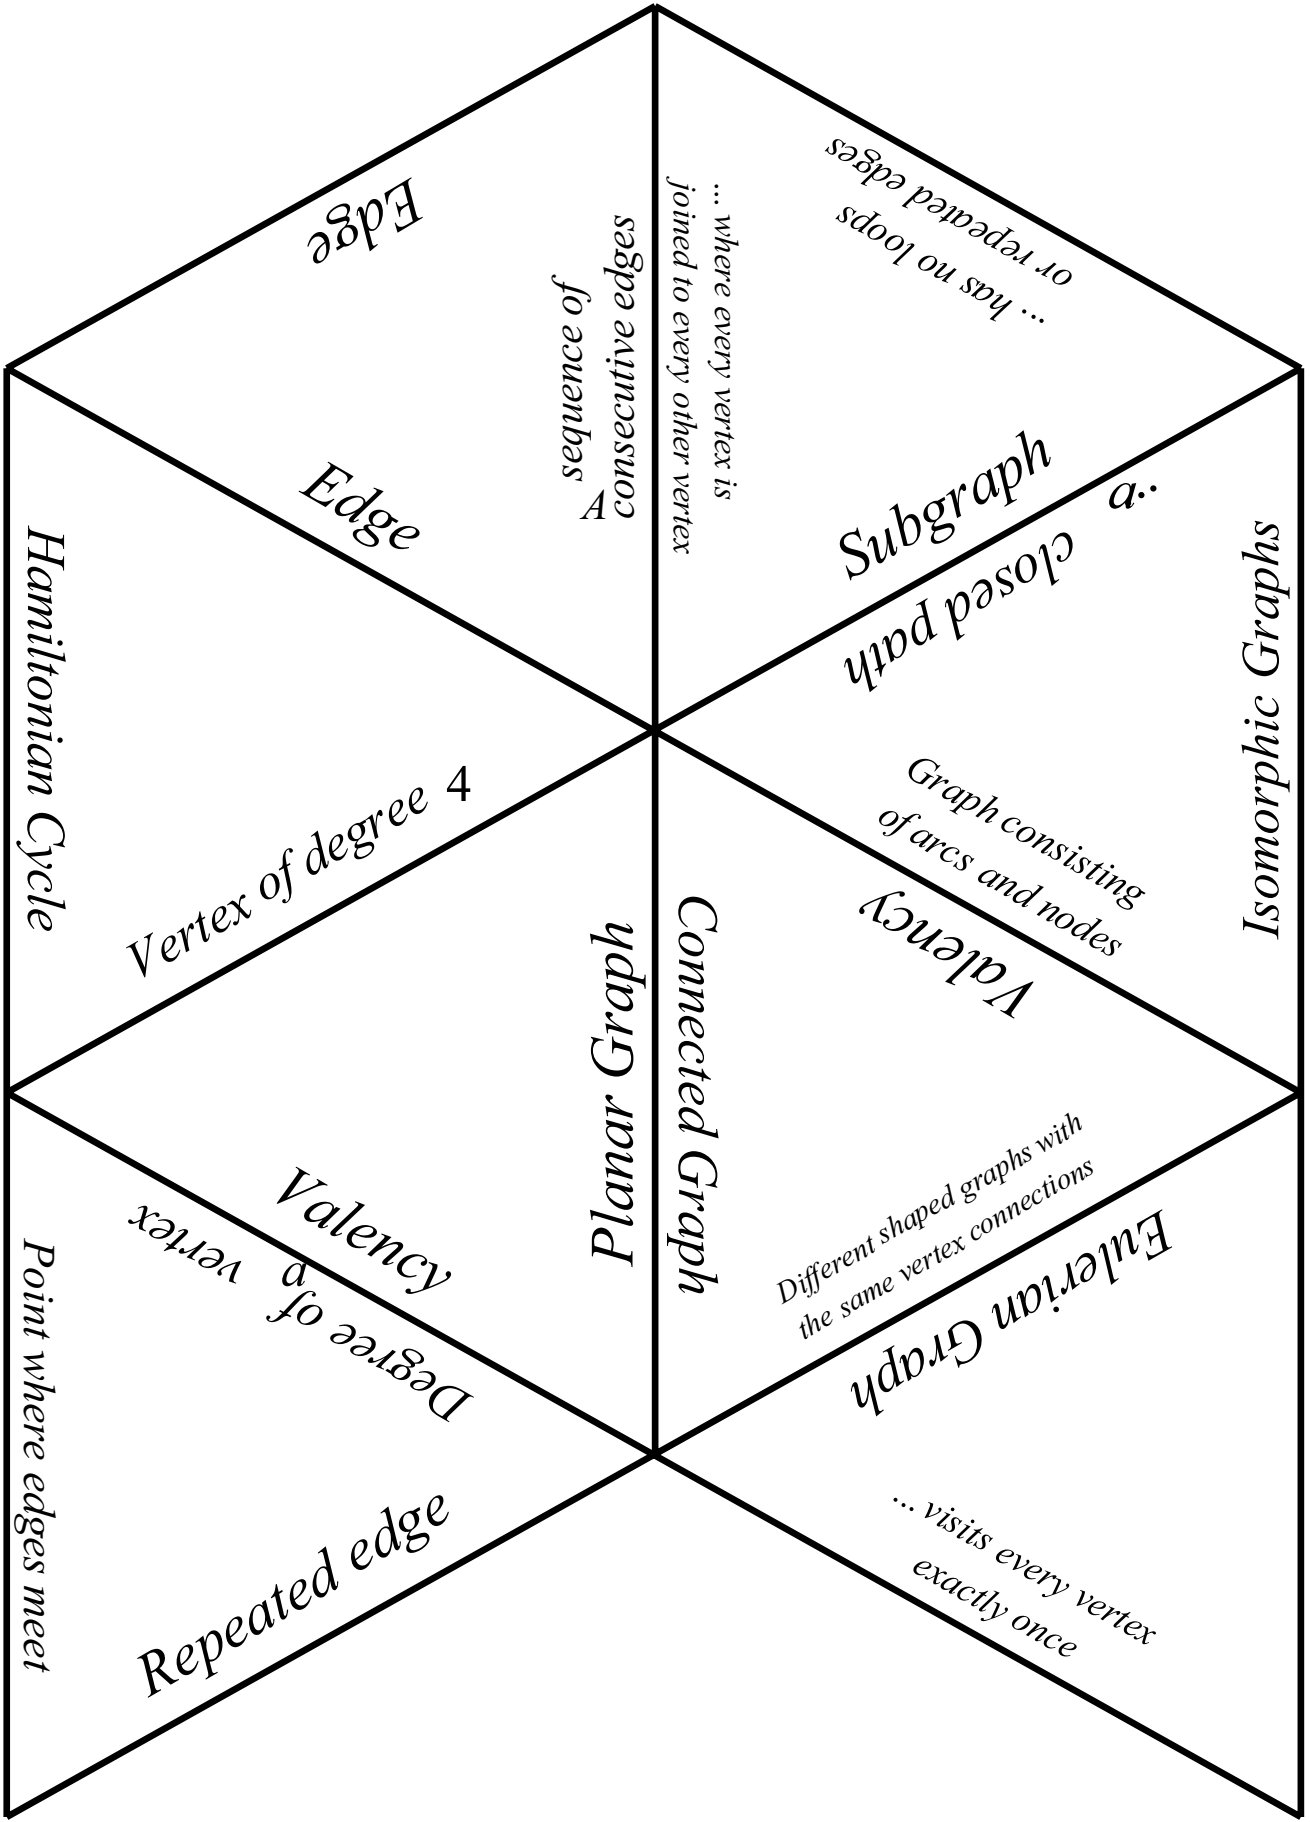 Edge
Edge
A
sequence of
consecutive edges
... where every vertex is
joined to every other vertex
... has no loops
or repeated edges
Subgraph
Hamiltonian Cycle
Vertex of degree 4
..a
closed path
Isomorphic Graphs
Graph consisting
of arcs and nodes
Planar Graph
Valency
Connected Graph
Valency
Different shaped graphs with
the same vertex connections
Point where edges meet
Degree of a
vertex
Repeated edge
Eulerian Graph
... visits every vertex
exactly once